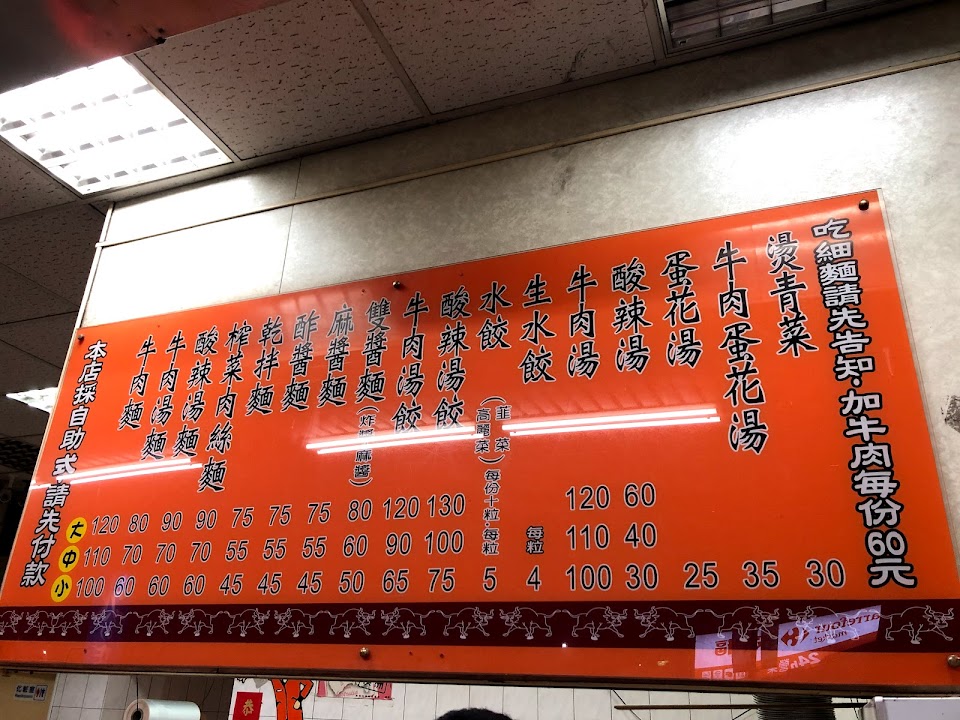 本店採自助式 請先付款
牛肉麵
牛肉湯麵
酸辣湯麵
榨菜肉絲麵
乾拌麵
酢醬麵
麻醬麵
雙醬麵(炸醬.麻醬)
牛肉湯餃
酸辣湯餃
水餃
(韭菜)
(高麗菜)
每份十粒.每粒
生水餃
每粒
牛肉湯
酸辣湯
蛋花湯
牛肉蛋花湯
燙青菜
吃細麵請先告知.加牛肉每份60元
大 120 80 90 90 75 75 75 80 120 130 120 60
中 110 70 70 70 55 55 55 60 90 100 110 40
小 100 60 60 60 45 45 45 50 65 75 5 4 100 30 25 35 30